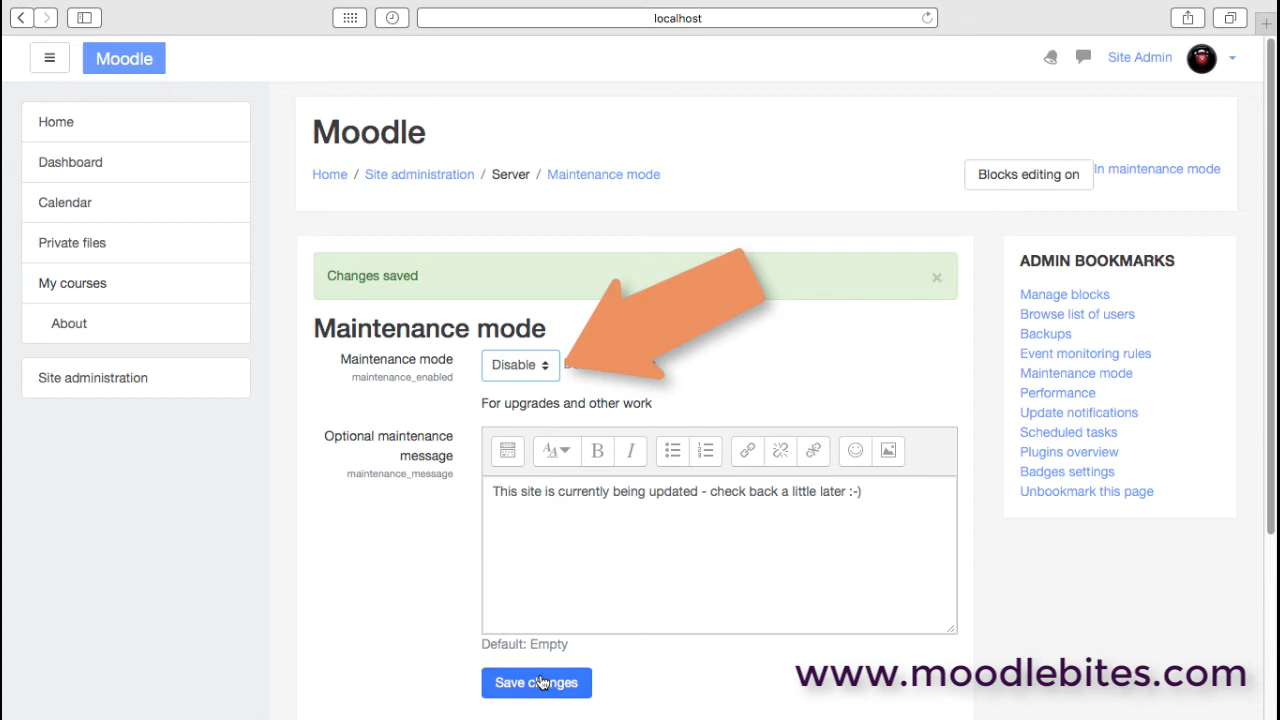 localhost
Moodle
Site Admin
Home
Dashboard
Calendar
Private files
My courses
About
Site administration
Moodle
Home / Site administration / Server / Maintenance mode
Blocks editing on
In maintenance mode
Changes saved
×
Maintenance mode
Maintenance mode
maintenance_enabled
Disable
For upgrades and other work
Optional maintenance
message
maintenance_message
This site is currently being updated - check back a little later :-)
Default: Empty
Save changes
ADMIN BOOKMARKS
Manage blocks
Browse list of users
Backups
Event monitoring rules
Maintenance mode
Performance
Update notifications
Scheduled tasks
Plugins overview
Badges settings
Unbookmark this page
www.moodlebites.com